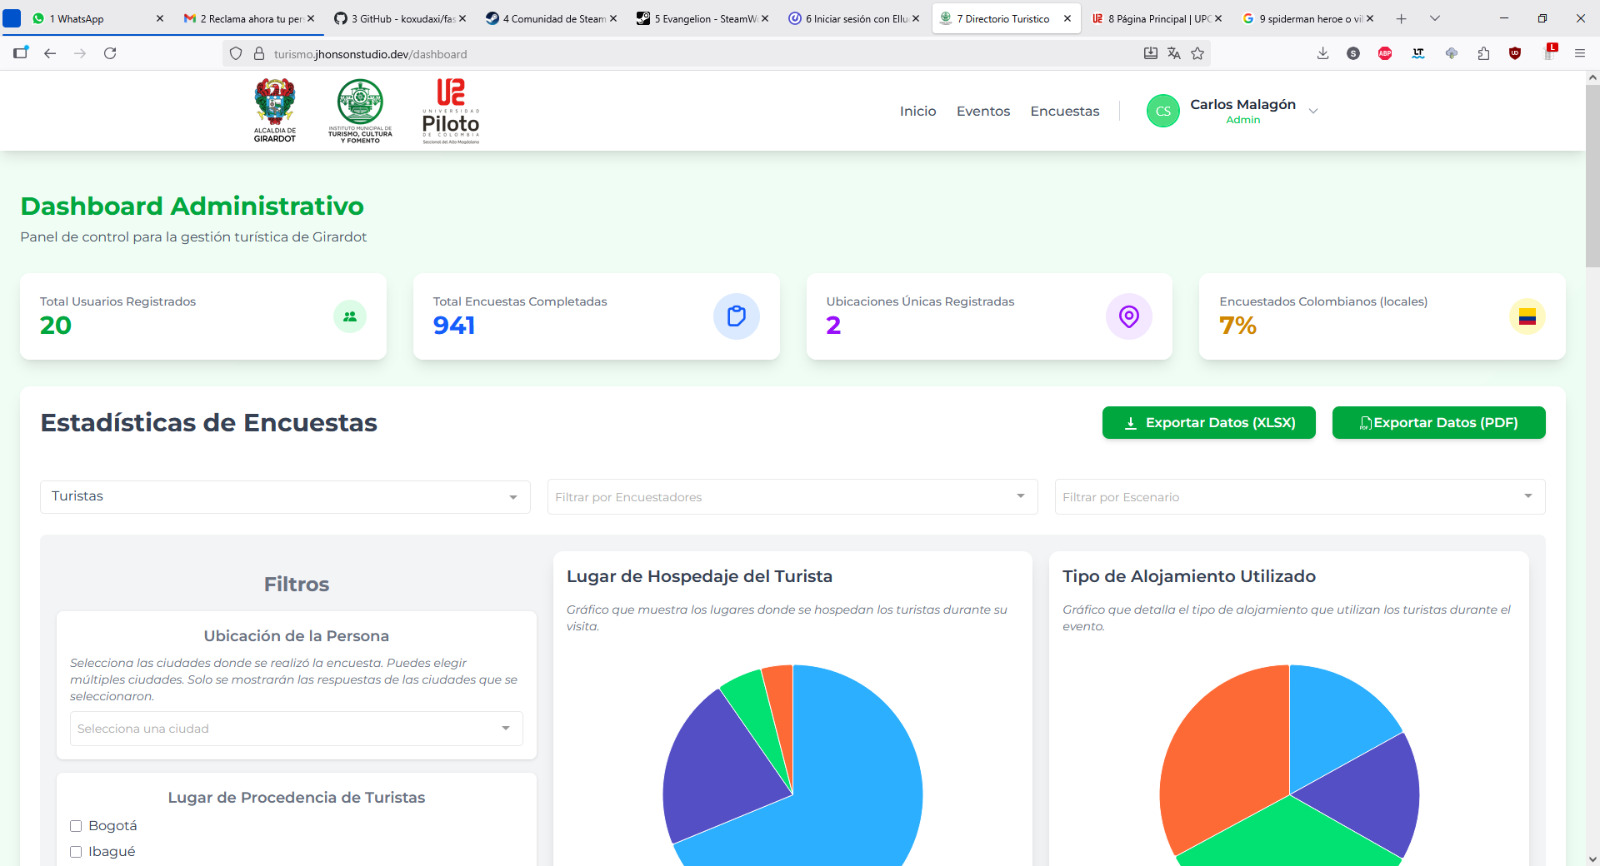 1 WhatsApp
2 Reclama ahora tu per
3 GitHub - koxudaxi/fas
4 Comunidad de Steam
5 Evangelion - SteamW
6 Iniciar sesión con Ellu
7 Directorio Turistico
8 Página Principal | UPC
9 spiderman heroe o vil
turismo.jhonsonstudio.dev/dashboard
S
ABP
LT
L
ALCALDIA DE
GIRARDOT
INSTITUTO MUNICIPAL DE
TURISMO, CULTURA
Y FOMENTO
UNIVERSIDAD
Piloto
DE COLOMBIA
Seccional del Alto Magdalena
Inicio
Eventos
Encuestas
CS
Carlos Malagón
Admin
Dashboard Administrativo
Panel de control para la gestión turística de Girardot
Total Usuarios Registrados
20
Total Encuestas Completadas
941
Ubicaciones Únicas Registradas
2
Encuestados Colombianos (locales)
7%
Estadísticas de Encuestas
Exportar Datos (XLSX)
Exportar Datos (PDF)
Turistas
Filtrar por Encuestadores
Filtrar por Escenario
Filtros
Ubicación de la Persona
Selecciona las ciudades donde se realizó la encuesta. Puedes elegir
múltiples ciudades. Solo se mostrarán las respuestas de las ciudades que se
seleccionaron.
Selecciona una ciudad
Lugar de Procedencia de Turistas
Bogotá
Ibagué
Lugar de Hospedaje del Turista
Gráfico que muestra los lugares donde se hospedan los turistas durante su
visita.
Tipo de Alojamiento Utilizado
Gráfico que detalla el tipo de alojamiento que utilizan los turistas durante el
evento.